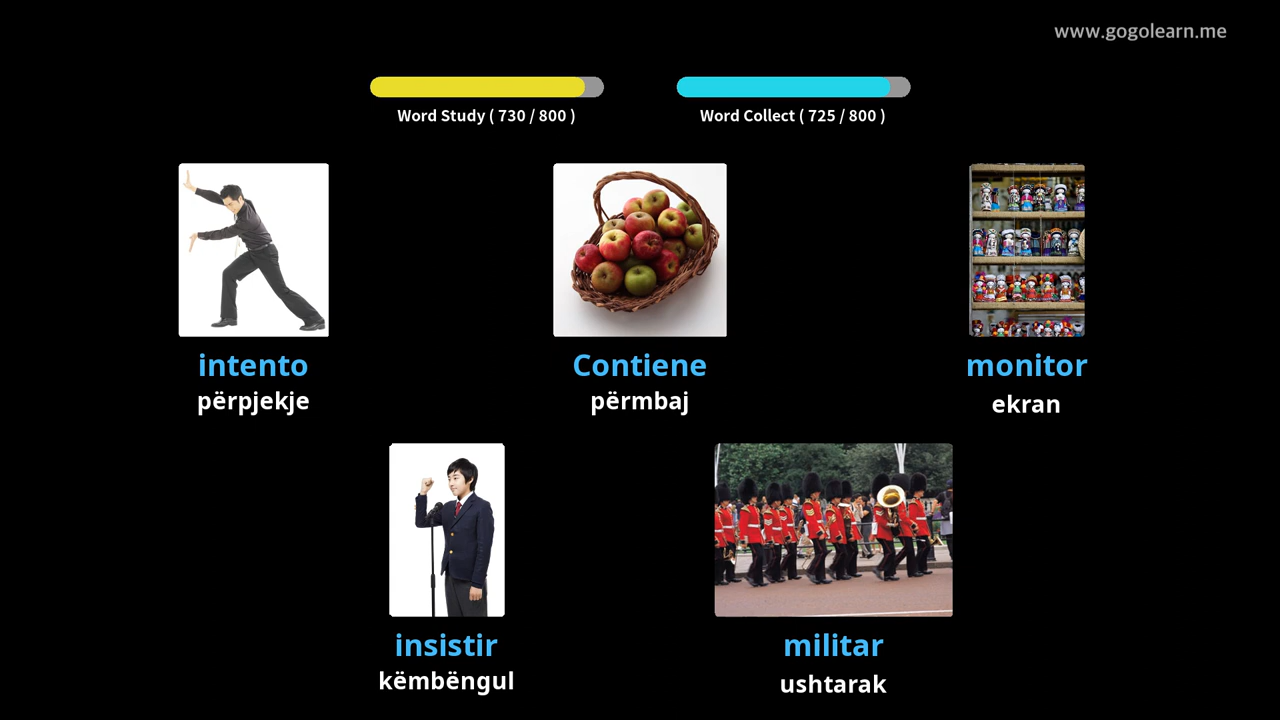 www.gogolearn.me
Word Study ( 730 / 800 )
Word Collect ( 725 / 800 )
intento
përpjekje
Contiene
përmbaj
monitor
ekran
insistir
këmbëngul
militar
ushtarak